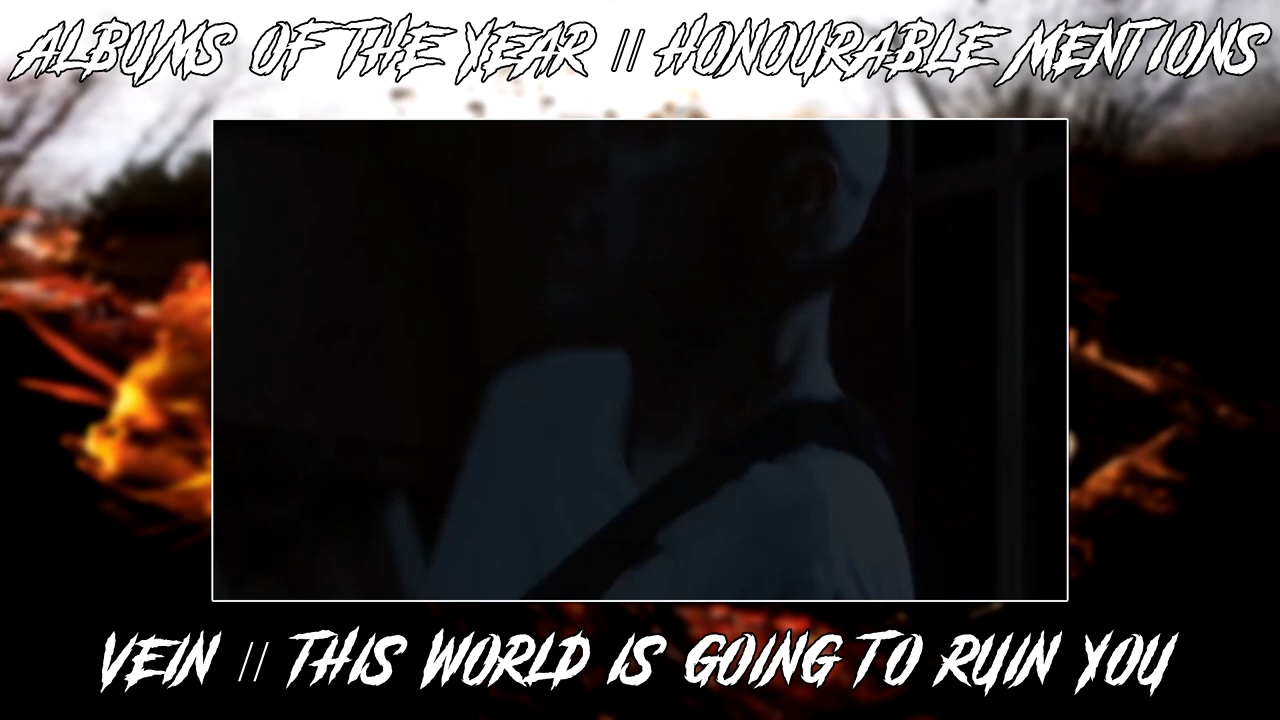 ALBUMS OF THE YEAR // HONOURABLE MENTIONS
VEIN // THIS WORLD IS GOING TO RUIN YOU